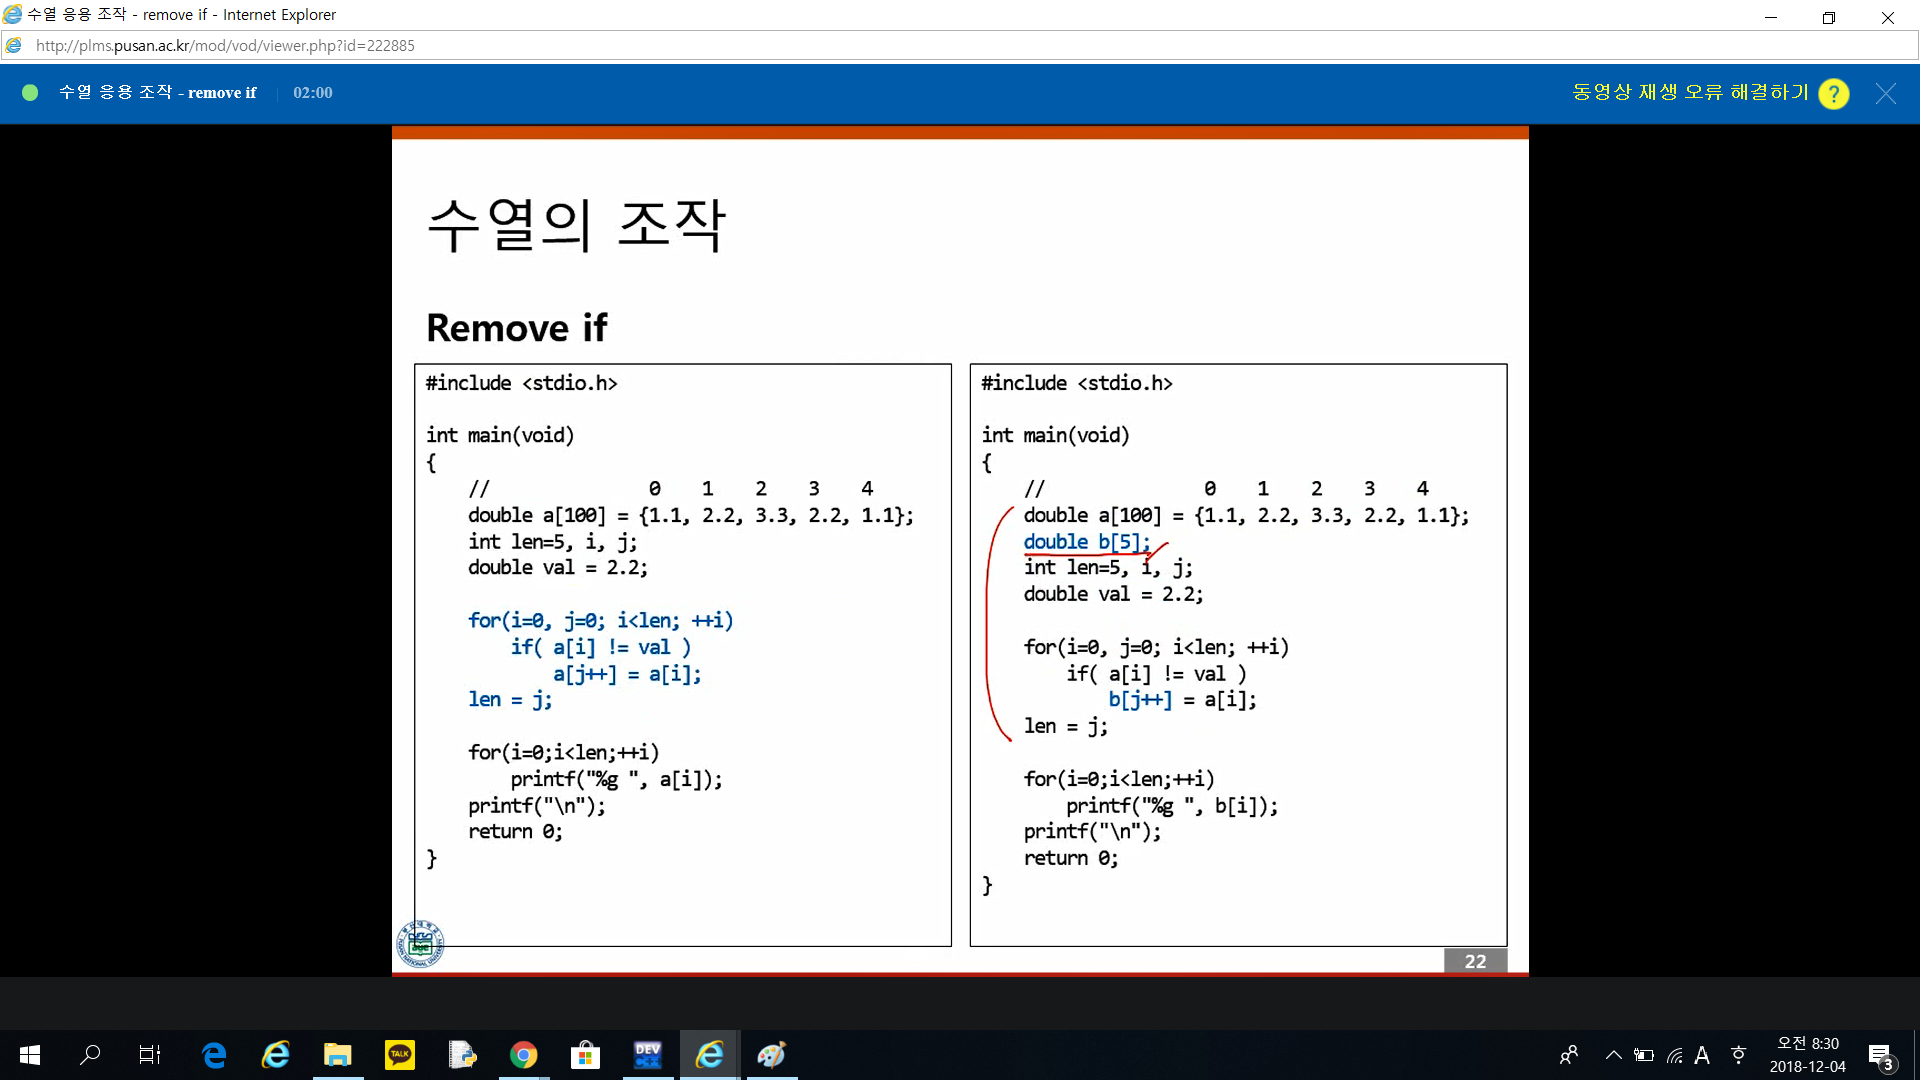 수열 응용 조작 - remove if - Internet Explorer
http://plms.pusan.ac.kr/mod/vod/viewer.php?id=222885
수열 응용 조작 - remove if | 02:00
동영상 재생 오류 해결하기 ?
수열의 조작
Remove if
#include <stdio.h>
int main(void)
{
// 0 1 2 3 4
double a[100] = {1.1, 2.2, 3.3, 2.2, 1.1};
int len=5, i, j;
double val = 2.2;
for(i=0, j=0; i<len; ++i)
if( a[i] != val )
a[j++] = a[i];
len = j;
for(i=0;i<len;++i)
printf("%g ", a[i]);
printf("\n");
return 0;
}
#include <stdio.h>
int main(void)
{
// 0 1 2 3 4
double a[100] = {1.1, 2.2, 3.3, 2.2, 1.1};
double b[5];
int len=5, i, j;
double val = 2.2;
for(i=0, j=0; i<len; ++i)
if( a[i] != val )
b[j++] = a[i];
len = j;
for(i=0;i<len;++i)
printf("%g ", b[i]);
printf("\n");
return 0;
}
22
TALK
DEV
A
오전 8:30
2018-12-04
3